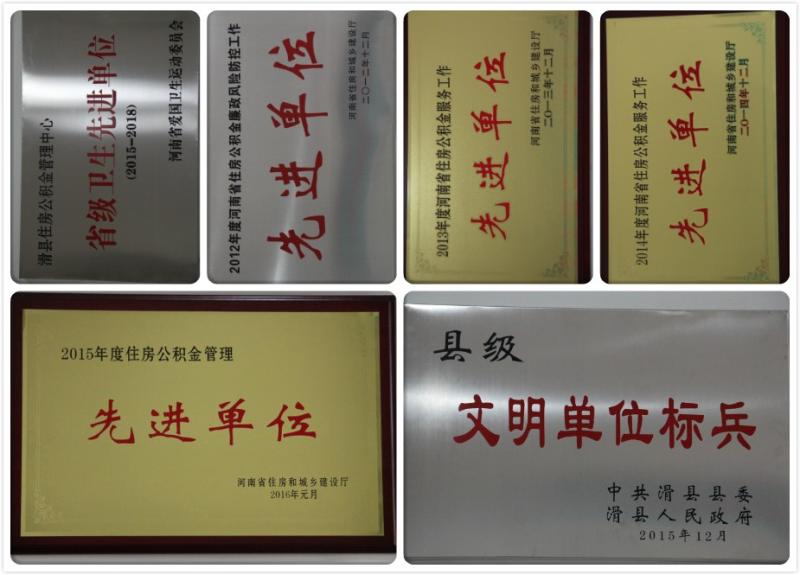 滑县住房公积金管理中心
省级卫生先进单位
(2015-2018)
河南省爱国卫生运动委员会
2012年度河南省住房公积金廉政风险防控工作
先进单位
河南省住房和城乡建设厅
二〇一二年十二月
2013年度河南省住房公积金服务工作
先进单位
河南省住房和城乡建设厅
二〇一三年十二月
2014年度河南省住房公积金服务工作
先进单位
河南省住房和城乡建设厅
二〇一四年十二月
2015年度住房公积金管理
先进单位
河南省住房和城乡建设厅
2016年元月
县级
文明单位标兵
中共滑县县委
滑县人民政府
2015年12月